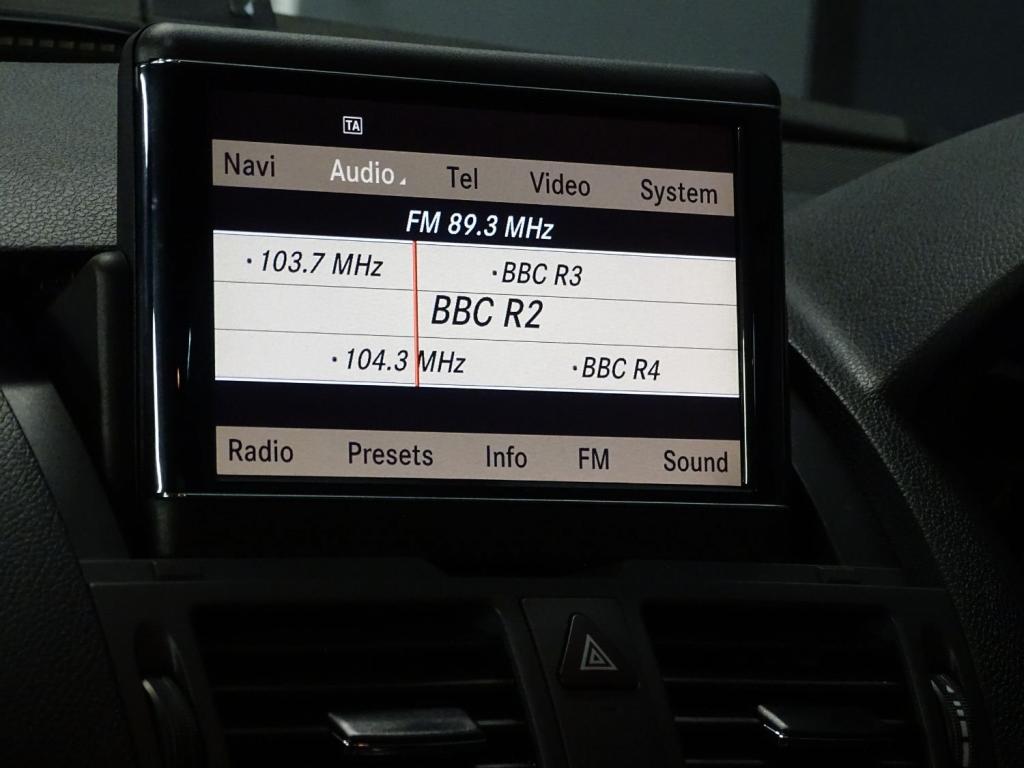 TA
Navi Audio Tel Video System
FM 89.3 MHz
· 103.7 MHz · BBC R3
BBC R2
· 104.3 MHz · BBC R4
Radio Presets Info FM Sound